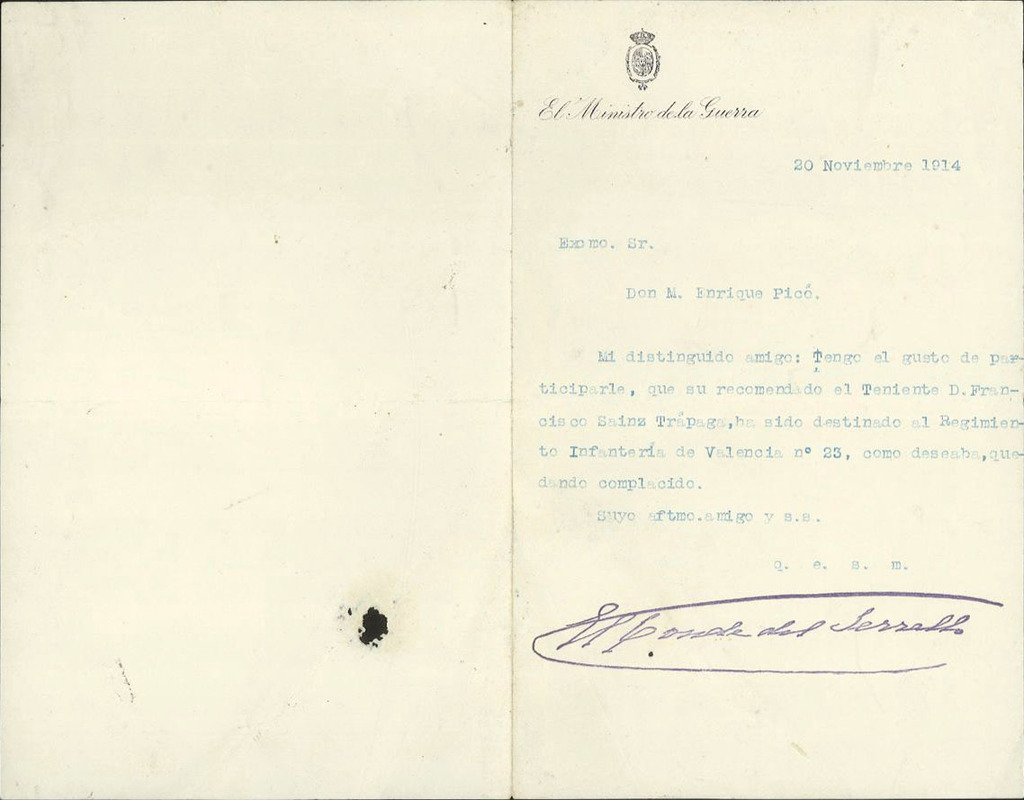 El Ministro de la Guerra
20 Noviembre 1914
Excmo. Sr.
Don M. Enrique Picó.
Mi distinguido amigo: Tengo el gusto de par-
ticiparle, que su recomendado el Teniente D.Fran-
cisco Sainz Trápaga,ha sido destinado al Regimien-
to Infantería de Valencia nº 23, como deseaba,que-
dando complacido.
Suyo aftmo.amigo y s.s.
q. e. s. m.
El Conde del Serrallo